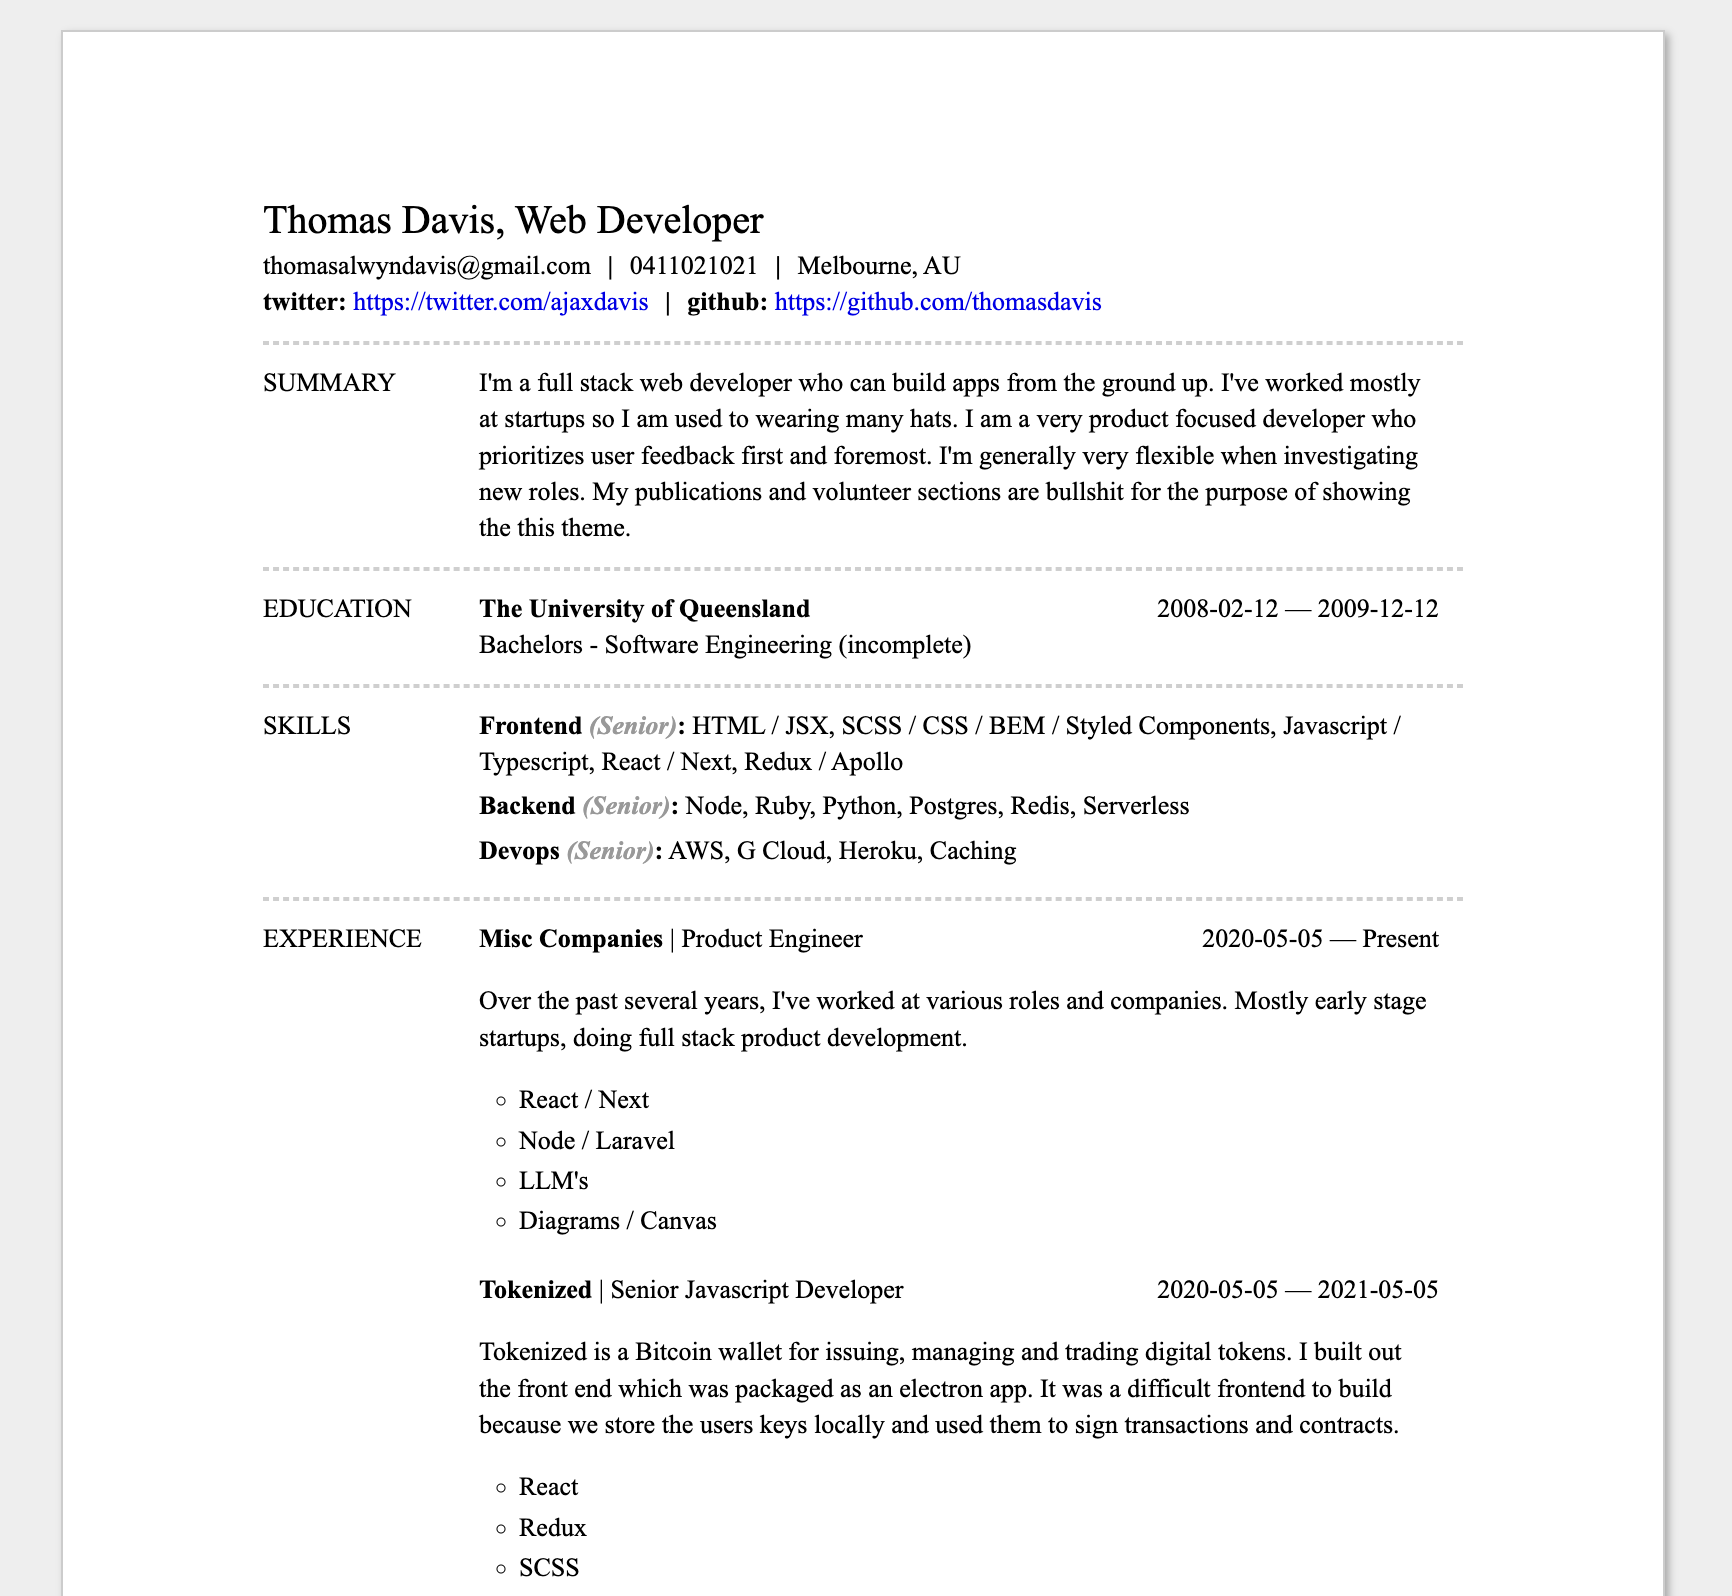 Thomas Davis, Web Developer
thomasalwyndavis@gmail.com | 0411021021 | Melbourne, AU
twitter: https://twitter.com/ajaxdavis | github: https://github.com/thomasdavis
SUMMARY
I'm a full stack web developer who can build apps from the ground up. I've worked mostly
at startups so I am used to wearing many hats. I am a very product focused developer who
prioritizes user feedback first and foremost. I'm generally very flexible when investigating
new roles. My publications and volunteer sections are bullshit for the purpose of showing
the this theme.
EDUCATION
The University of Queensland 2008-02-12 — 2009-12-12
Bachelors - Software Engineering (incomplete)
SKILLS
Frontend (Senior): HTML / JSX, SCSS / CSS / BEM / Styled Components, Javascript /
Typescript, React / Next, Redux / Apollo
Backend (Senior): Node, Ruby, Python, Postgres, Redis, Serverless
Devops (Senior): AWS, G Cloud, Heroku, Caching
EXPERIENCE
Misc Companies | Product Engineer 2020-05-05 — Present
Over the past several years, I've worked at various roles and companies. Mostly early stage
startups, doing full stack product development.
React / Next
Node / Laravel
LLM's
Diagrams / Canvas
Tokenized | Senior Javascript Developer 2020-05-05 — 2021-05-05
Tokenized is a Bitcoin wallet for issuing, managing and trading digital tokens. I built out
the front end which was packaged as an electron app. It was a difficult frontend to build
because we store the users keys locally and used them to sign transactions and contracts.
React
Redux
SCSS